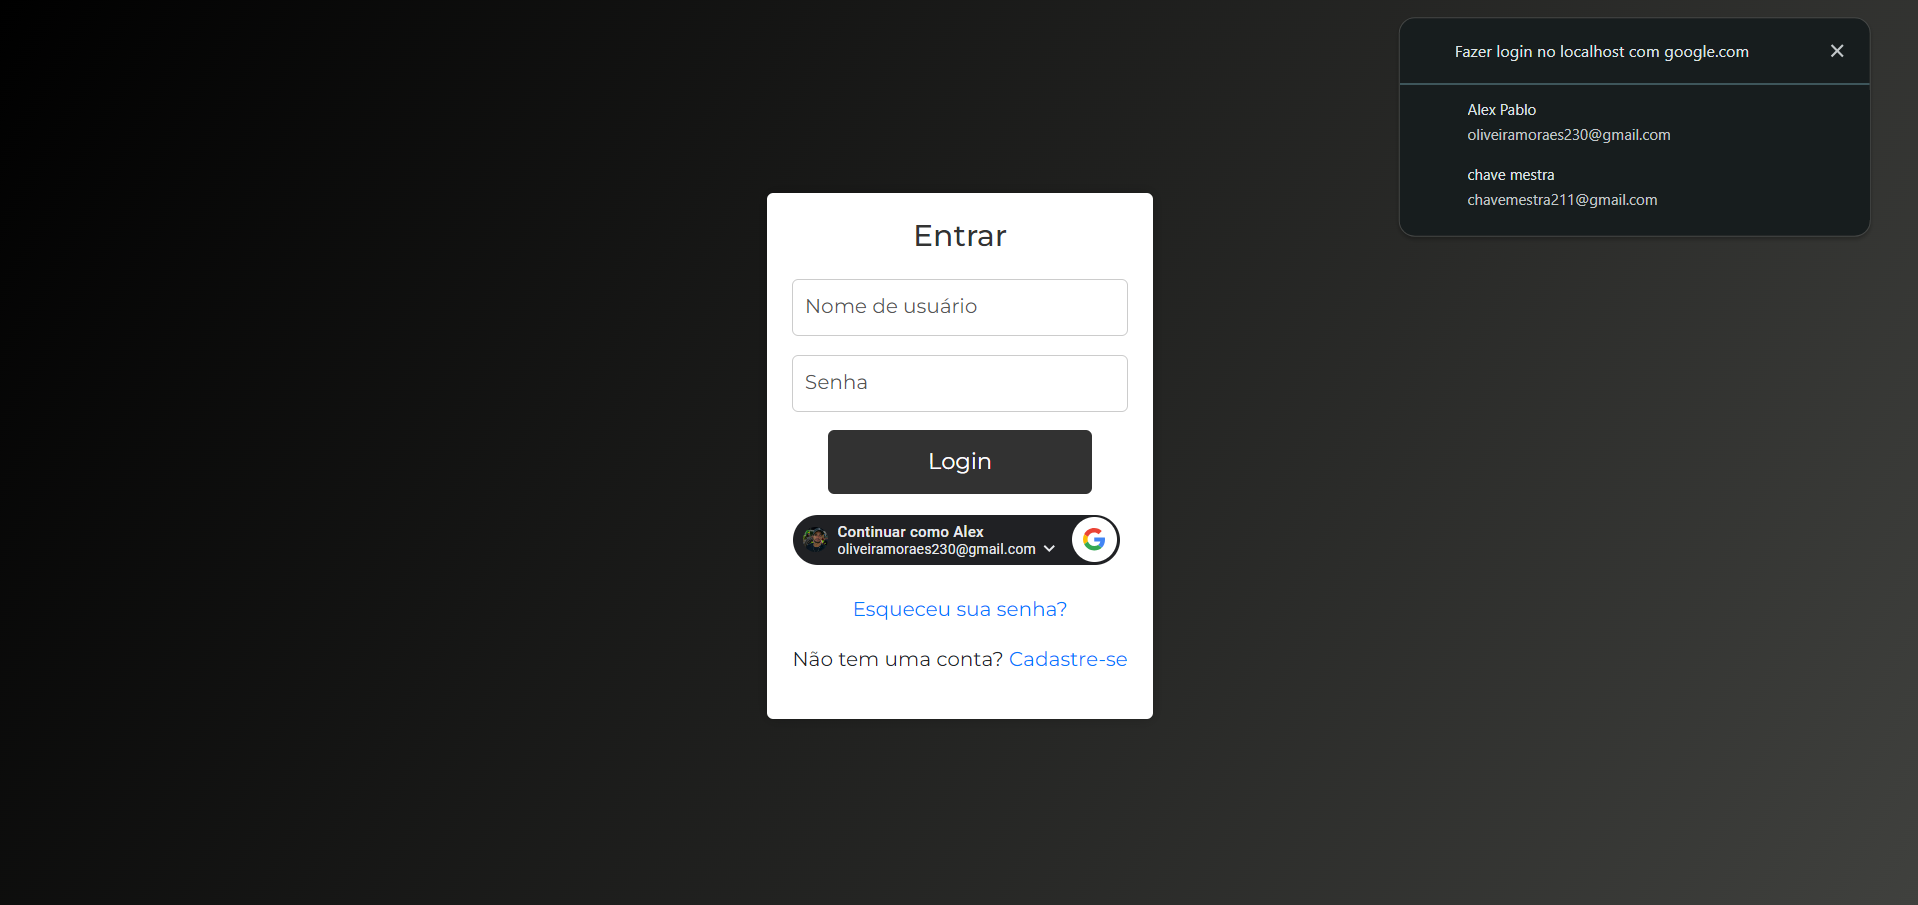 Fazer login no localhost com google.com
Alex Pablo
oliveiramoraes230@gmail.com
chave mestra
chavemestra211@gmail.com
Entrar
Nome de usuário
Senha
Login
Continuar como Alex
oliveiramoraes230@gmail.com
Esqueceu sua senha?
Não tem uma conta? Cadastre-se